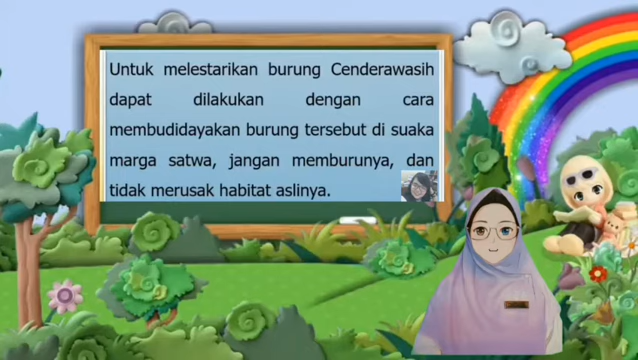 Untuk melestarikan burung Cenderawasih
dapat dilakukan dengan cara
membudidayakan burung tersebut di suaka
marga satwa, jangan memburunya, dan
tidak merusak habitat aslinya.